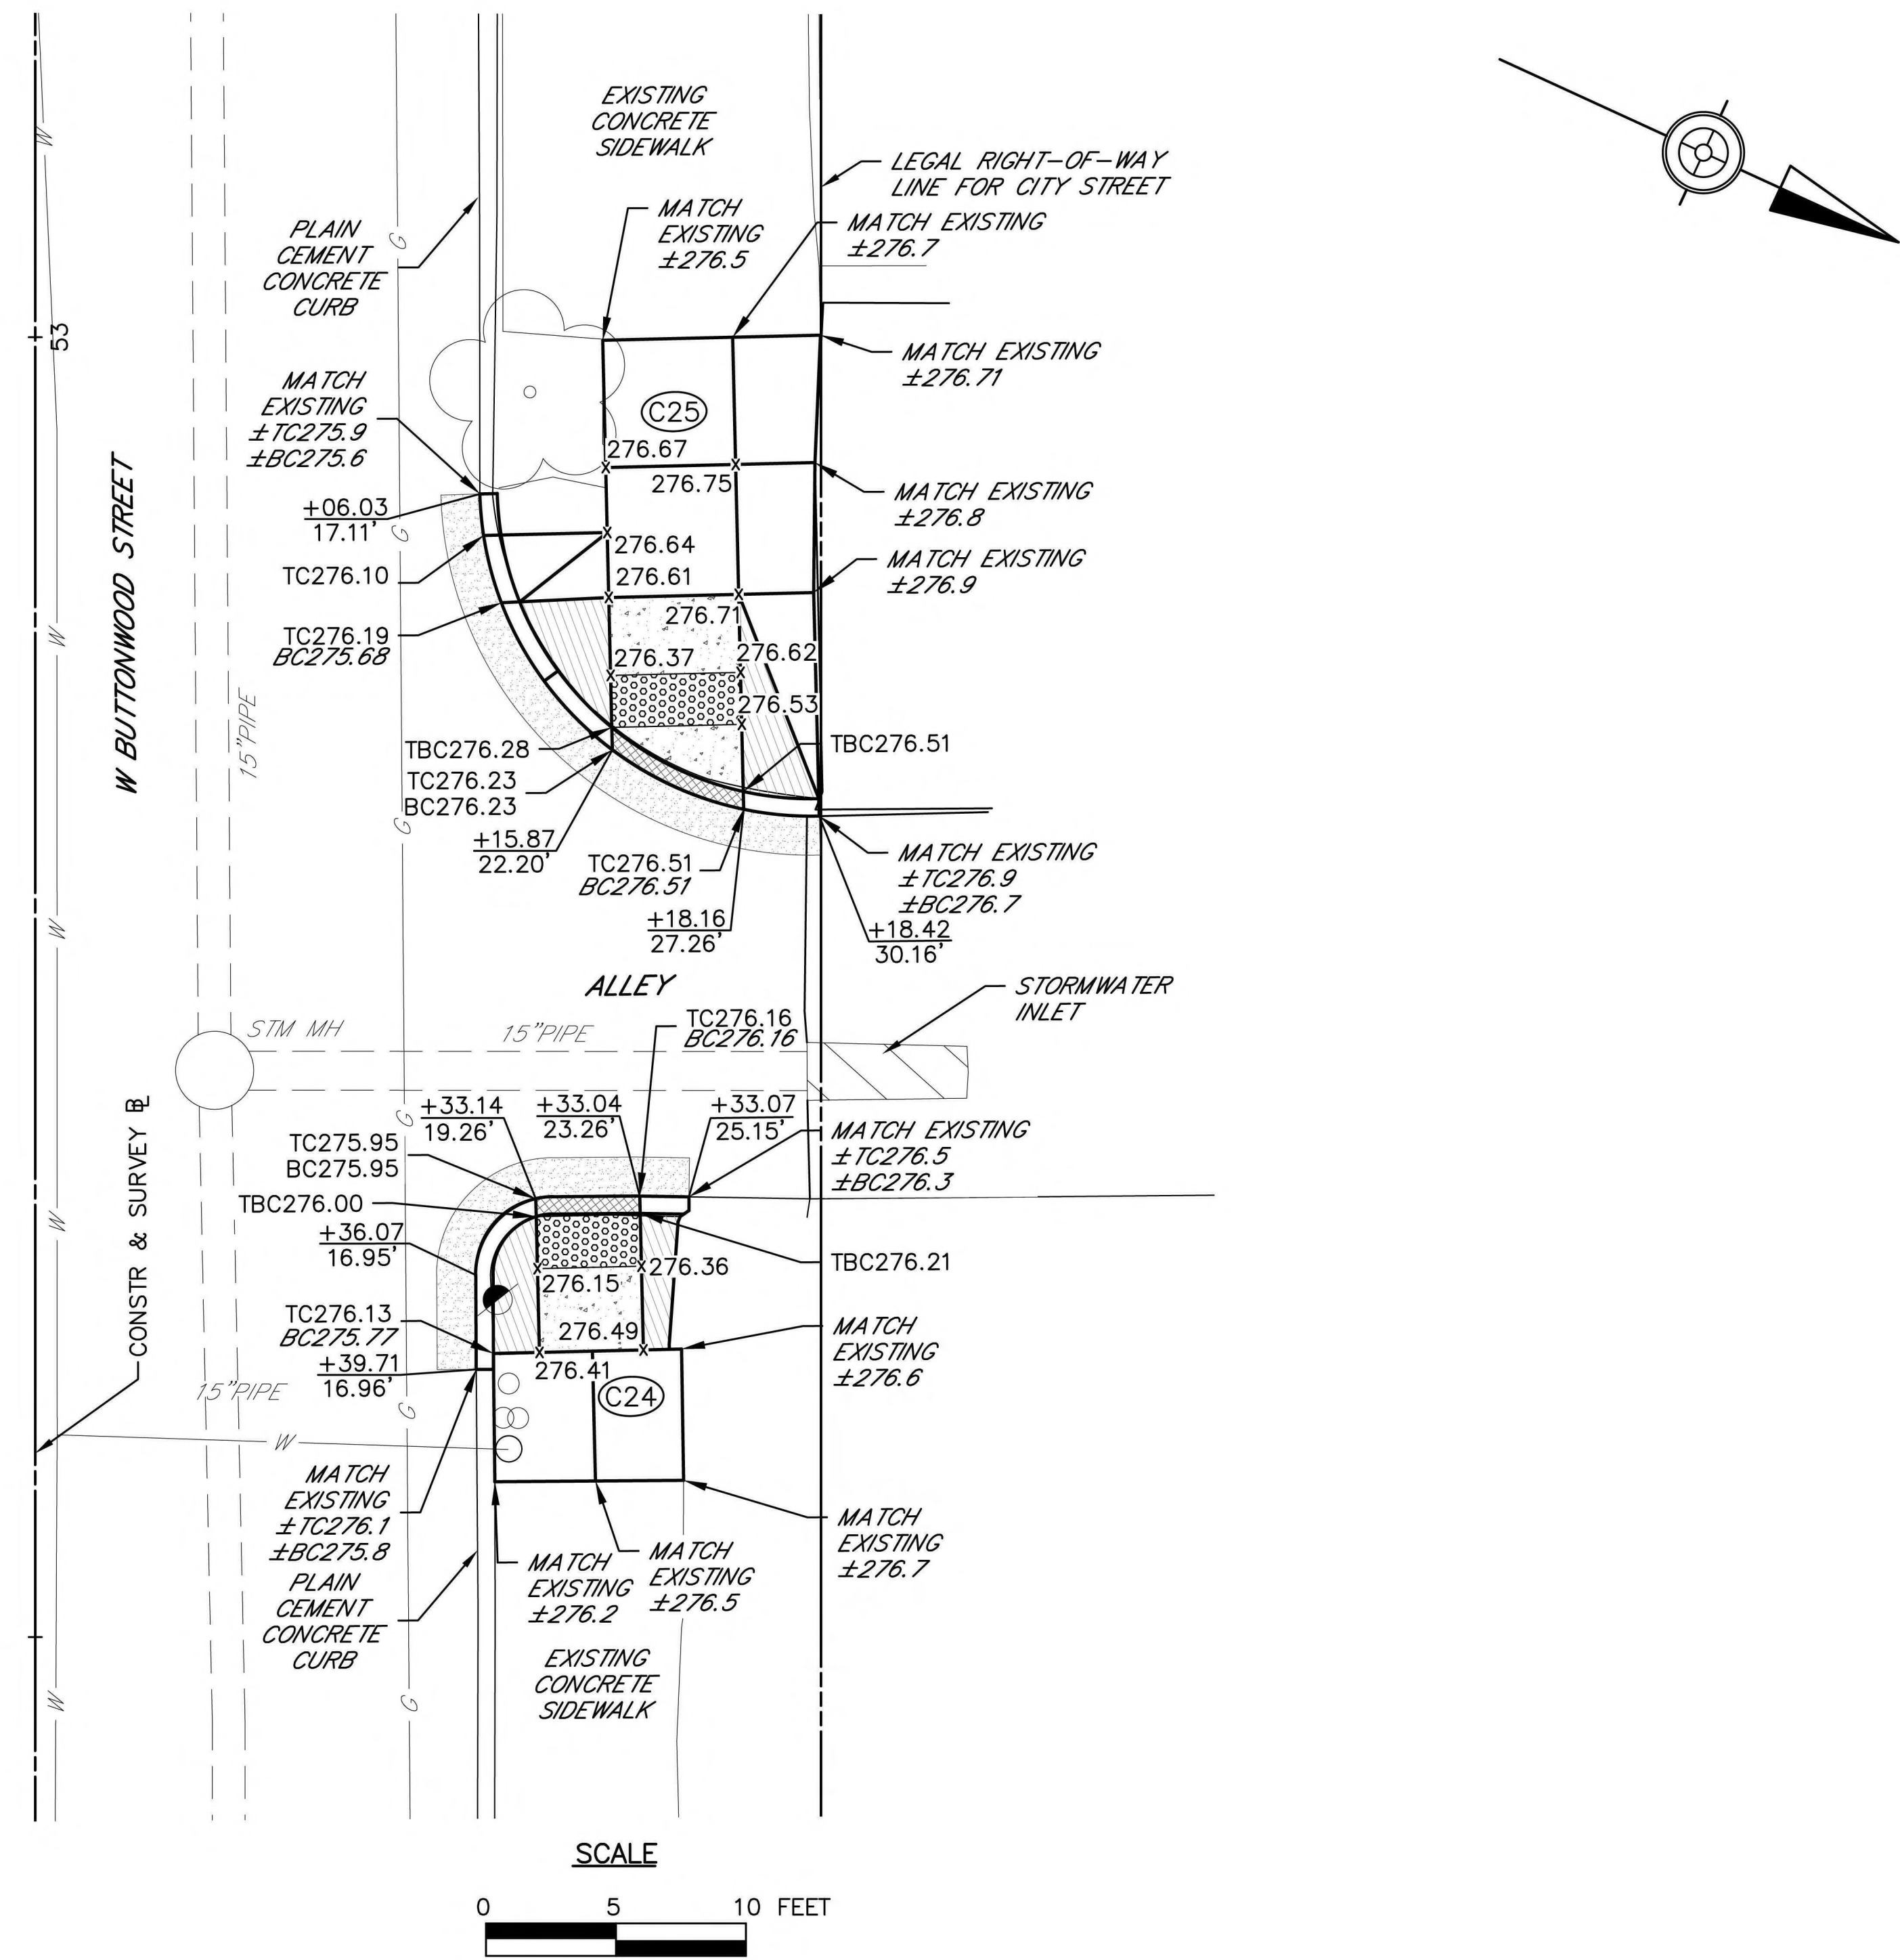 EXISTING
CONCRETE
SIDEWALK
LEGAL RIGHT-OF-WAY
LINE FOR CITY STREET
MATCH
EXISTING
±276.5
MATCH EXISTING
±276.7
PLAIN
CEMENT
CONCRETE
CURB
W
G
53
MATCH EXISTING
±276.71
MATCH
EXISTING
±TC275.9
±BC275.6
C25
276.67
276.75
MATCH EXISTING
±276.8
+06.03
17.11'
G
276.64
TC276.10
276.61
MATCH EXISTING
±276.9
276.71
W BUTTONWOOD STREET
W
TC276.19
BC275.68
276.37
276.62
276.53
15"PIPE
TBC276.28
TBC276.51
TC276.23
BC276.23
G
+15.87
22.20'
TC276.51
BC276.51
MATCH EXISTING
±TC276.9
±BC276.7
+18.16
27.26'
+18.42
30.16'
W
ALLEY
STORMWATER
INLET
STM MH
15"PIPE
TC276.16
BC276.16
+33.14
19.26'
+33.04
23.26'
+33.07
25.15'
G
G
TC275.95
BC275.95
MATCH EXISTING
±TC276.5
±BC276.3
TBC276.00
W
+36.07
16.95'
TBC276.21
276.36
276.15
CONSTR & SURVEY BL
TC276.13
BC275.77
276.49
MATCH
EXISTING
±276.6
+39.71
16.96'
276.41
15"PIPE
C24
G
W
MATCH
EXISTING
±TC276.1
±BC275.8
MATCH
EXISTING
±276.7
MATCH
EXISTING
±276.2
MATCH
EXISTING
±276.5
PLAIN
CEMENT
CONCRETE
CURB
EXISTING
CONCRETE
SIDEWALK
W
G
SCALE
0 5 10 FEET